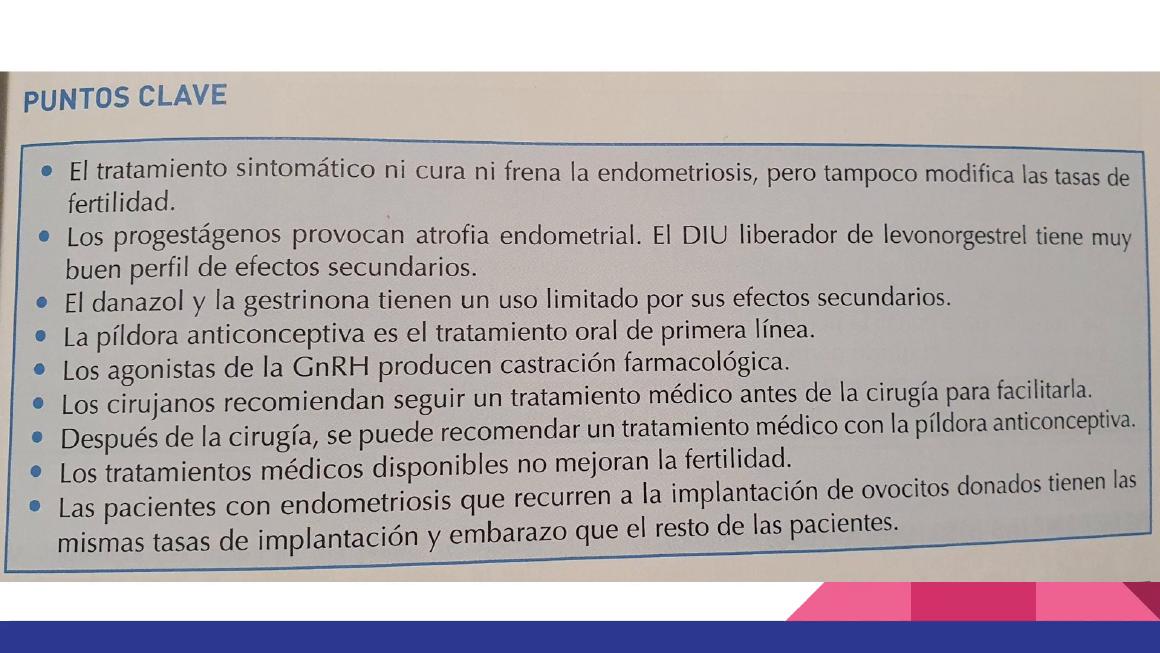 PUNTOS CLAVE
• El tratamiento sintomático ni cura ni frena la endometriosis, pero tampoco modifica las tasas de
fertilidad.
• Los progestágenos provocan atrofia endometrial. El DIU liberador de levonorgestrel tiene muy
buen perfil de efectos secundarios.
• El danazol y la gestrinona tienen un uso limitado por sus efectos secundarios.
• La píldora anticonceptiva es el tratamiento oral de primera línea.
• Los agonistas de la GnRH producen castración farmacológica.
• Los cirujanos recomiendan seguir un tratamiento médico antes de la cirugía para facilitarla.
• Después de la cirugía, se puede recomendar un tratamiento médico con la píldora anticonceptiva.
• Los tratamientos médicos disponibles no mejoran la fertilidad.
• Las pacientes con endometriosis que recurren a la implantación de ovocitos donados tienen las
mismas tasas de implantación y embarazo que el resto de las pacientes.